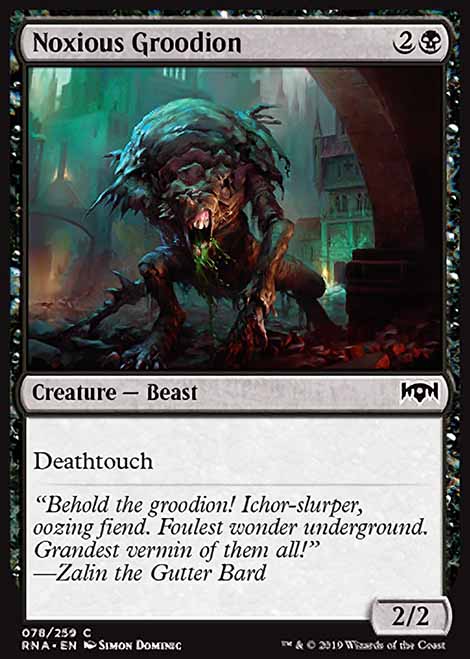 Noxious Groodion 2
Creature — Beast
Deathtouch
“Behold the groodion! Ichor-slurper,
oozing fiend. Foulest wonder underground.
Grandest vermin of them all!”
—Zalin the Gutter Bard
2/2
078/259 C
RNA • EN Simon Dominic
™ & © 2019 Wizards of the Coast